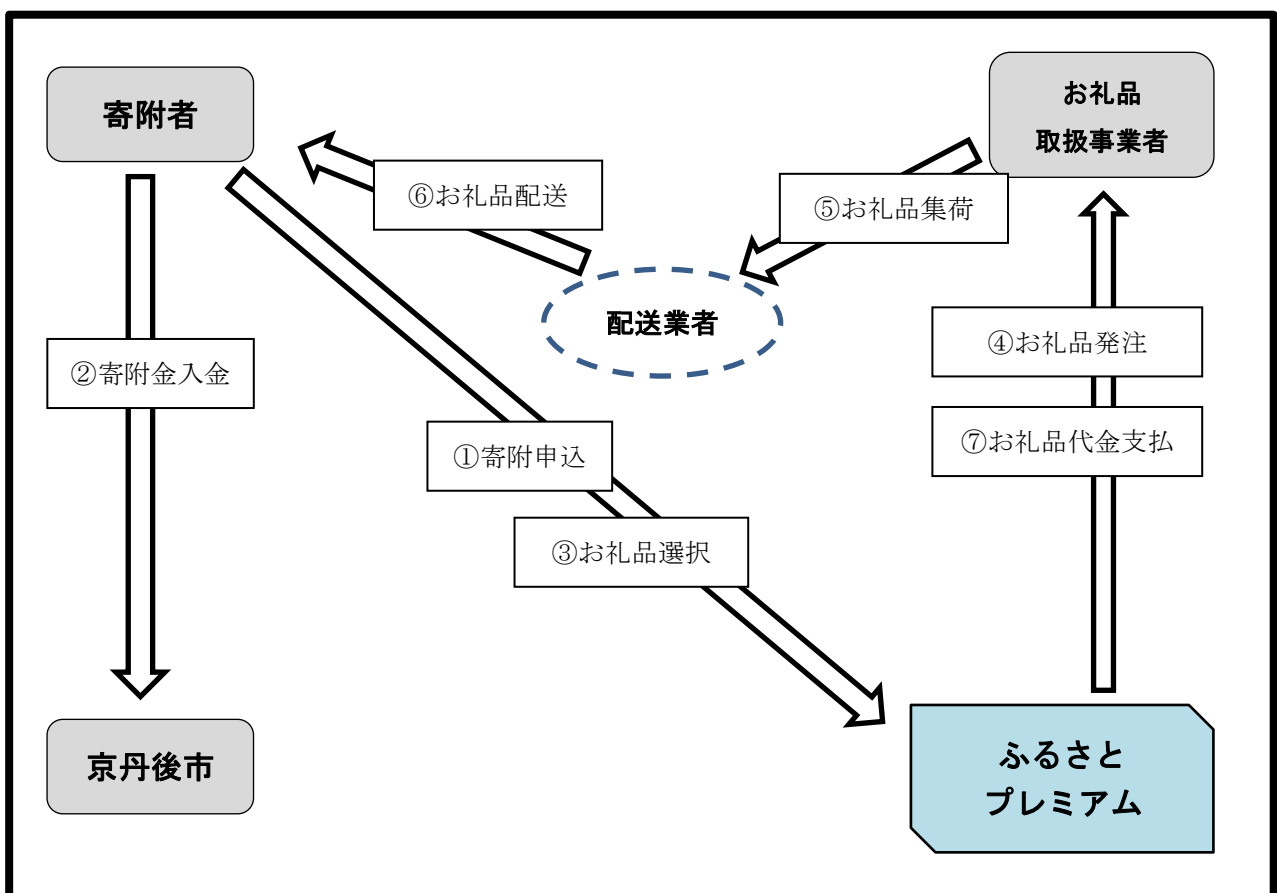 寄附者
お礼品
取扱事業者
⑥お礼品配送
⑤お礼品集荷
配送業者
②寄附金入金
④お礼品発注
①寄附申込
⑦お礼品代金支払
③お礼品選択
京丹後市
ふるさと
プレミアム